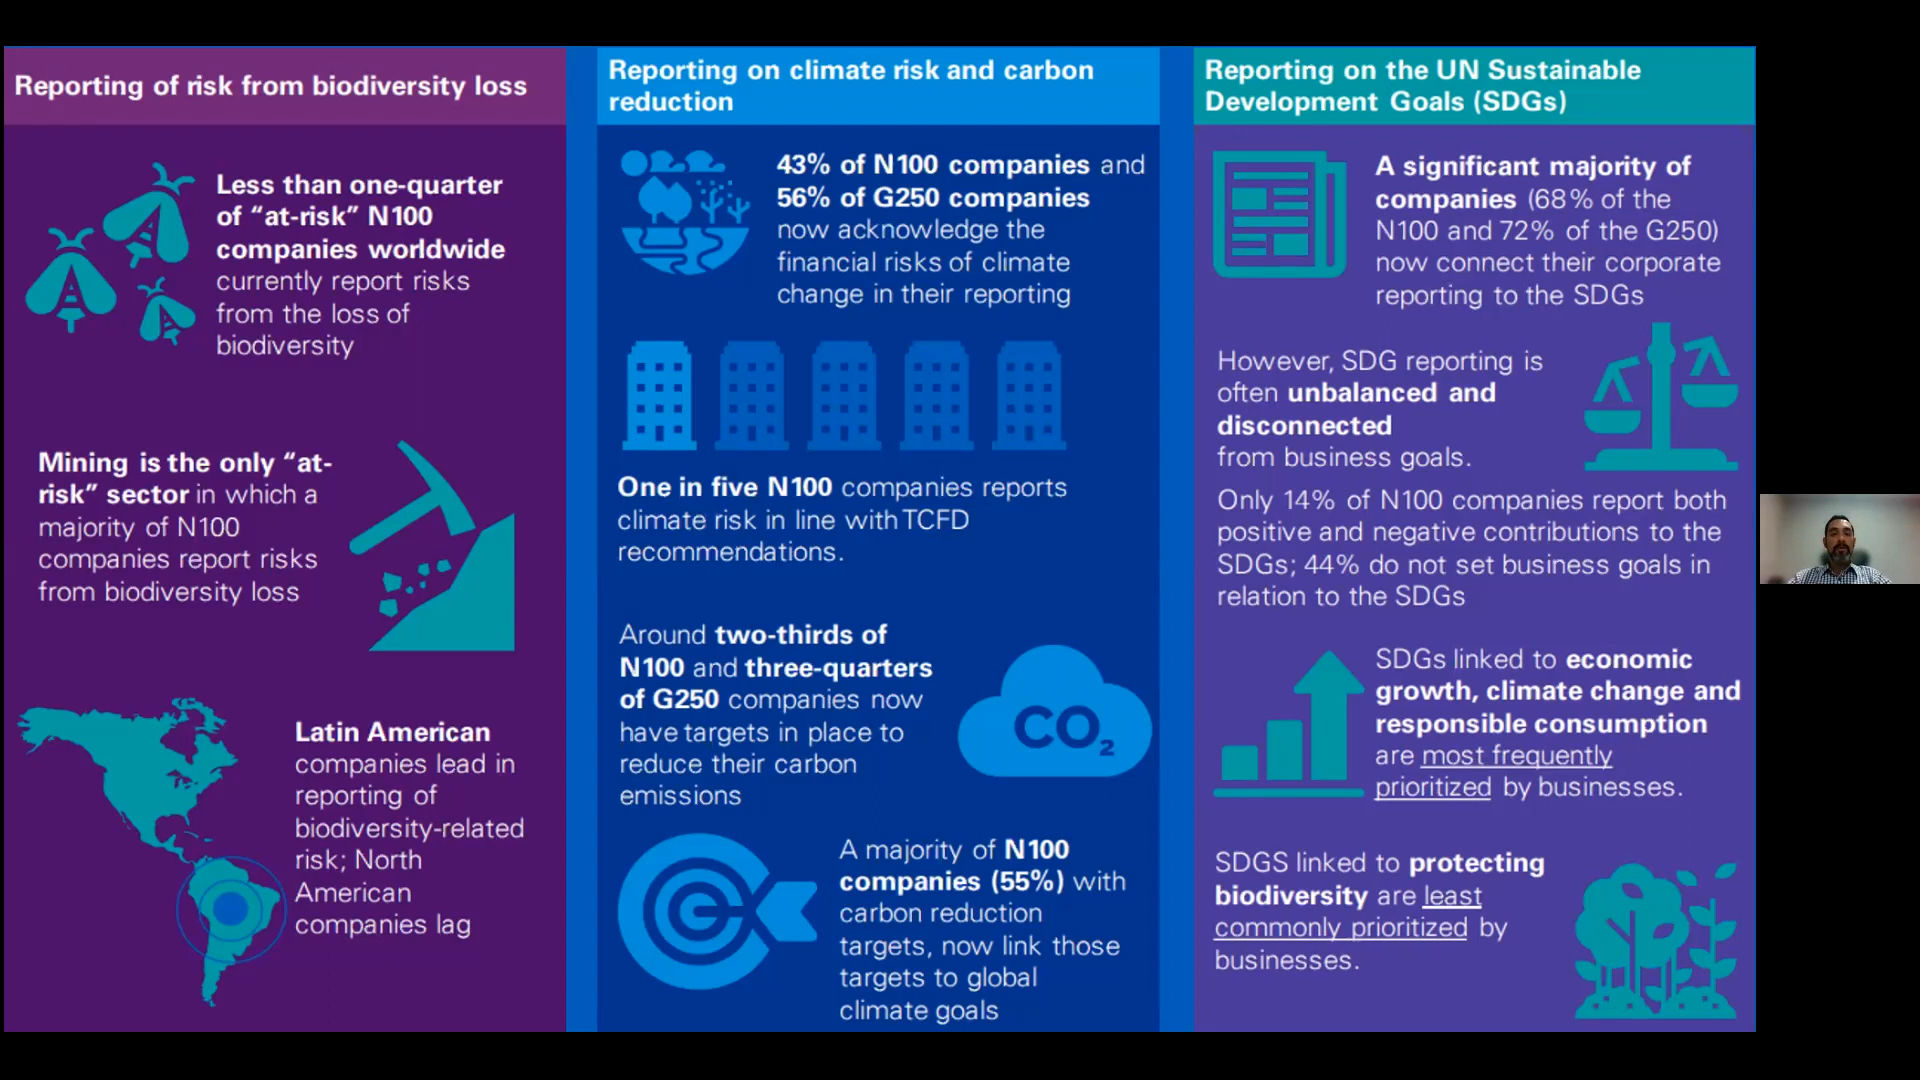 Reporting of risk from biodiversity loss
Less than one-quarter
of “at-risk” N100
companies worldwide
currently report risks
from the loss of
biodiversity
Mining is the only “at-
risk” sector in which a
majority of N100
companies report risks
from biodiversity loss
Latin American
companies lead in
reporting of
biodiversity-related
risk; North
American
companies lag
Reporting on climate risk and carbon
reduction
43% of N100 companies and
56% of G250 companies
now acknowledge the
financial risks of climate
change in their reporting
One in five N100 companies reports
climate risk in line with TCFD
recommendations.
Around two-thirds of
N100 and three-quarters
of G250 companies now
have targets in place to
reduce their carbon
emissions
CO2
A majority of N100
companies (55%) with
carbon reduction
targets, now link those
targets to global
climate goals
Reporting on the UN Sustainable
Development Goals (SDGs)
A significant majority of
companies (68% of the
N100 and 72% of the G250)
now connect their corporate
reporting to the SDGs
However, SDG reporting is
often unbalanced and
disconnected
from business goals.
Only 14% of N100 companies report both
positive and negative contributions to the
SDGs; 44% do not set business goals in
relation to the SDGs
SDGs linked to economic
growth, climate change and
responsible consumption
are most frequently
prioritized by businesses.
SDGS linked to protecting
biodiversity are least
commonly prioritized by
businesses.